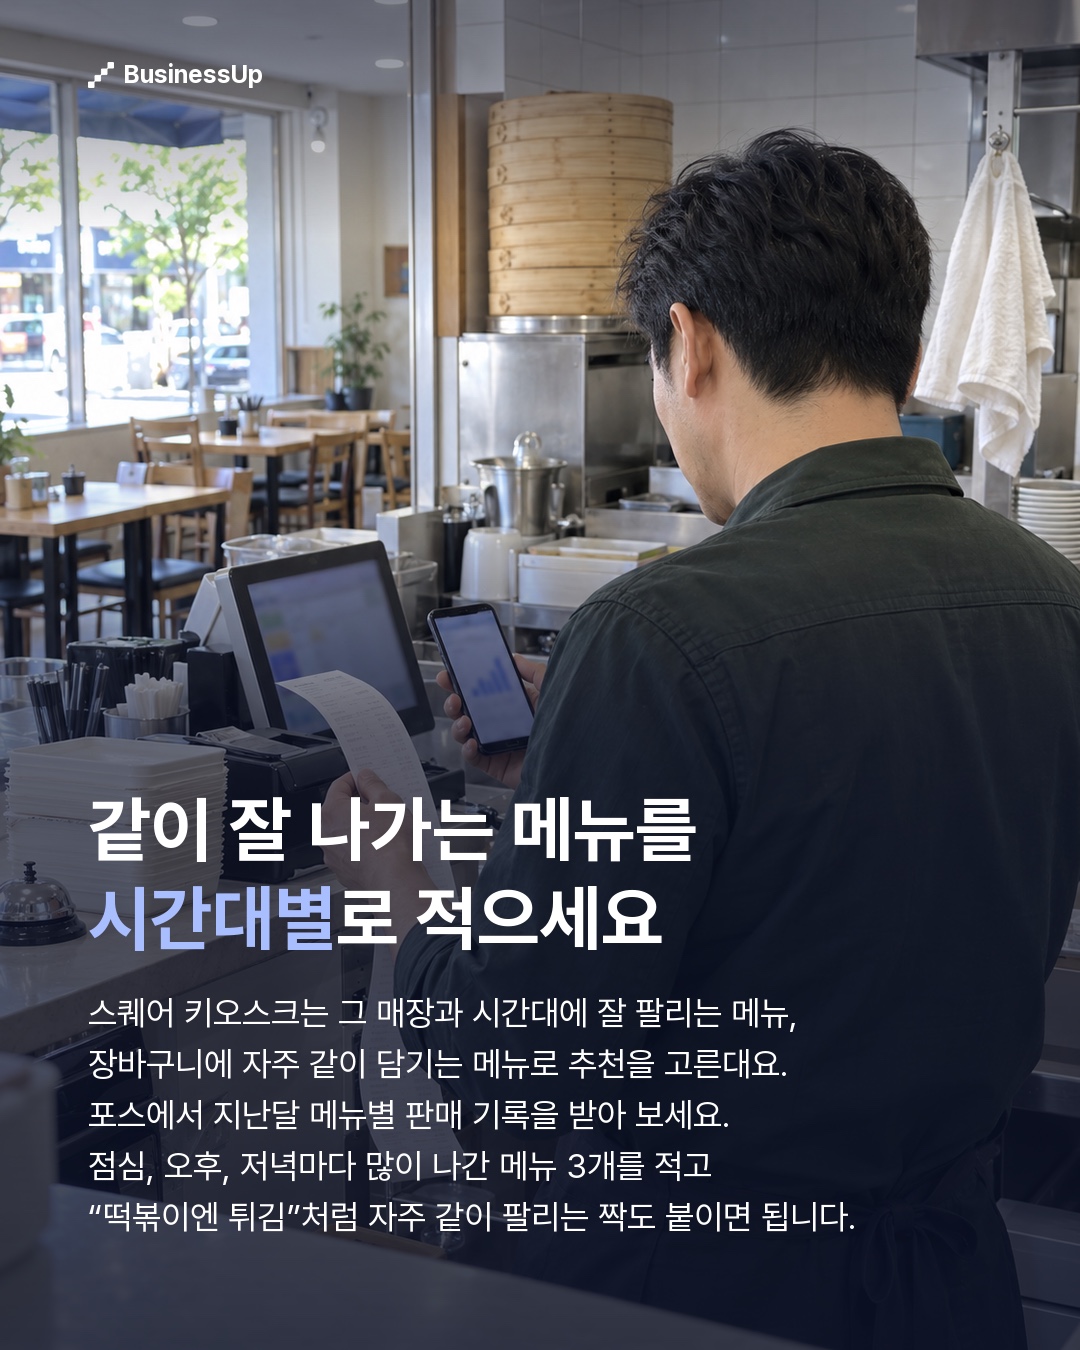 BusinessUp
같이 잘 나가는 메뉴를
시간대별로 적으세요
스퀘어 키오스크는 그 매장과 시간대에 잘 팔리는 메뉴,
장바구니에 자주 같이 담기는 메뉴로 추천을 고른대요.
포스에서 지난달 메뉴별 판매 기록을 받아 보세요.
점심, 오후, 저녁마다 많이 나간 메뉴 3개를 적고
“떡볶이엔 튀김”처럼 자주 같이 팔리는 짝도 붙이면 됩니다.